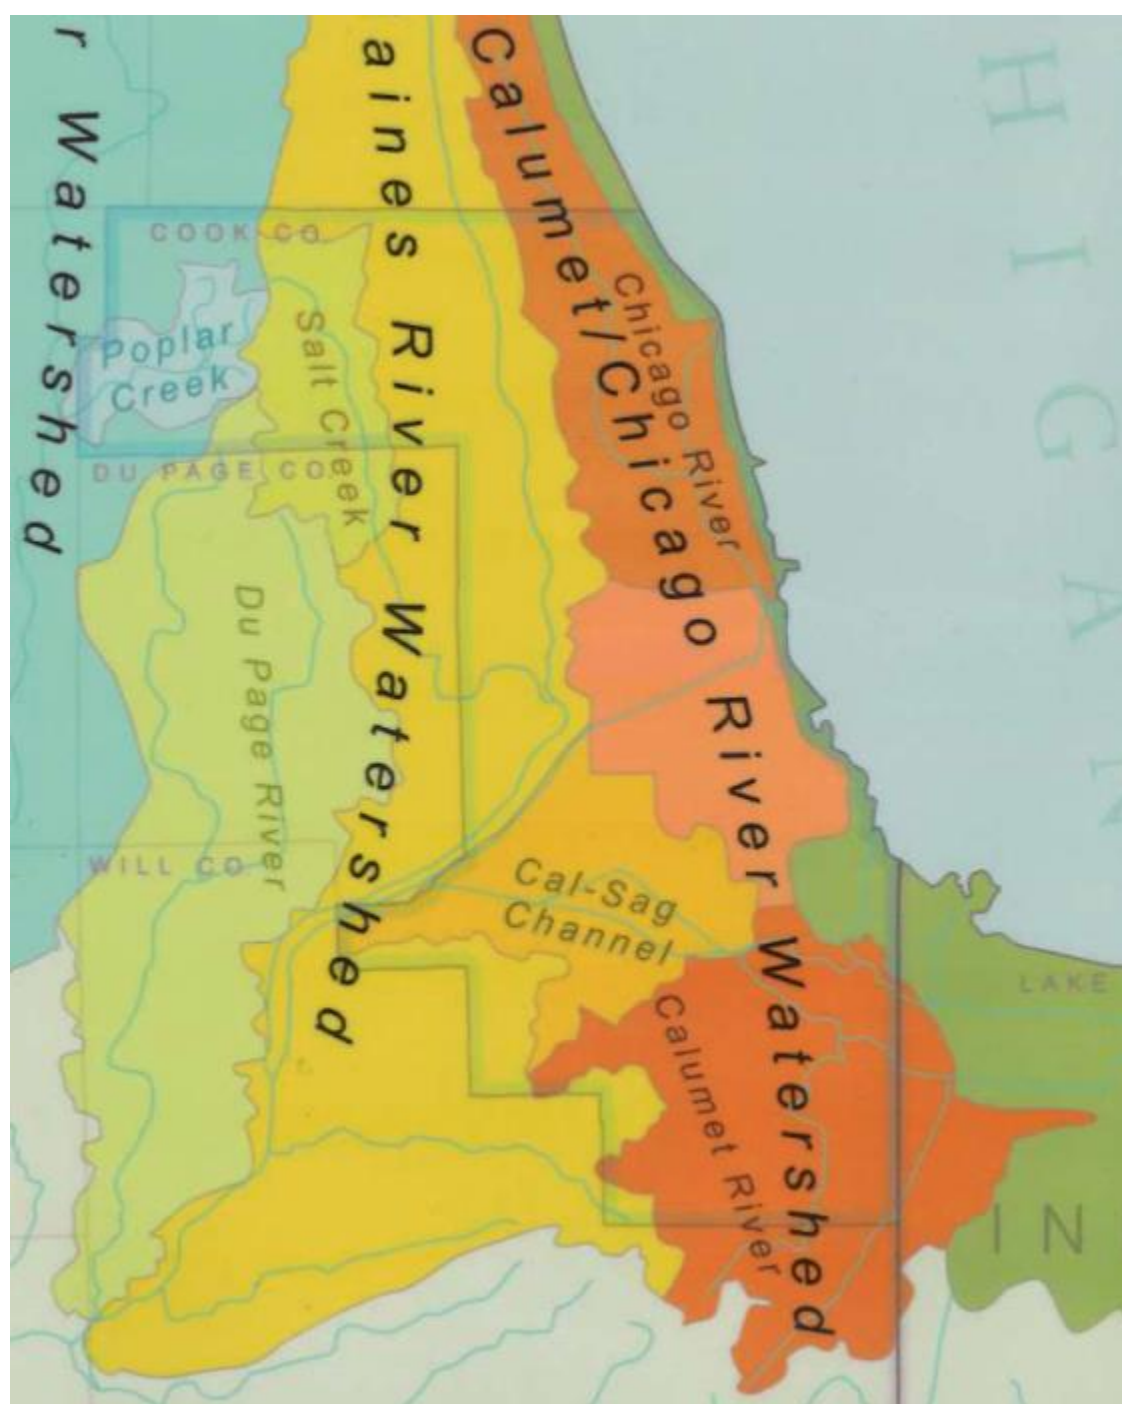 r Watershed
aines River Watershed
Calumet/Chicago River Watershed
HIGAN
COOK CO.
Poplar
Creek
Salt Creek
Chicago River
DU PAGE CO.
Du Page River
WILL CO.
Cal-Sag
Channel
Calumet River
LAKE
IN